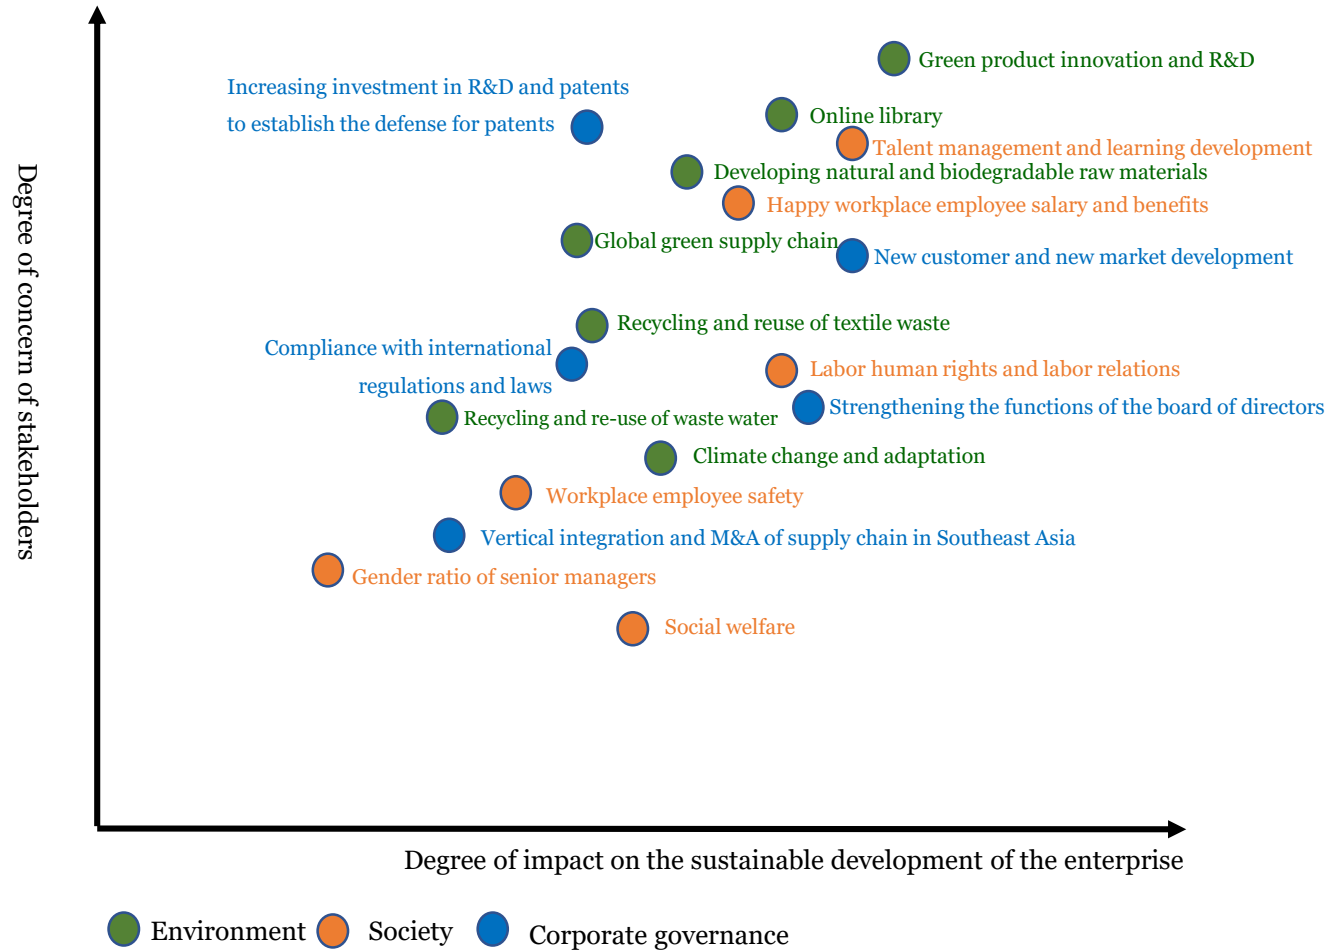 Green product innovation and R&D
Increasing investment in R&D and patents
to establish the defense for patents
Online library
Talent management and learning development
Developing natural and biodegradable raw materials
Happy workplace employee salary and benefits
Global green supply chain
New customer and new market development
Recycling and reuse of textile waste
Compliance with international
regulations and laws
Labor human rights and labor relations
Strengthening the functions of the board of directors
Recycling and re-use of waste water
Climate change and adaptation
Workplace employee safety
Vertical integration and M&A of supply chain in Southeast Asia
Gender ratio of senior managers
Social welfare
Degree of concern of stakeholders
Degree of impact on the sustainable development of the enterprise
Environment
Society
Corporate governance